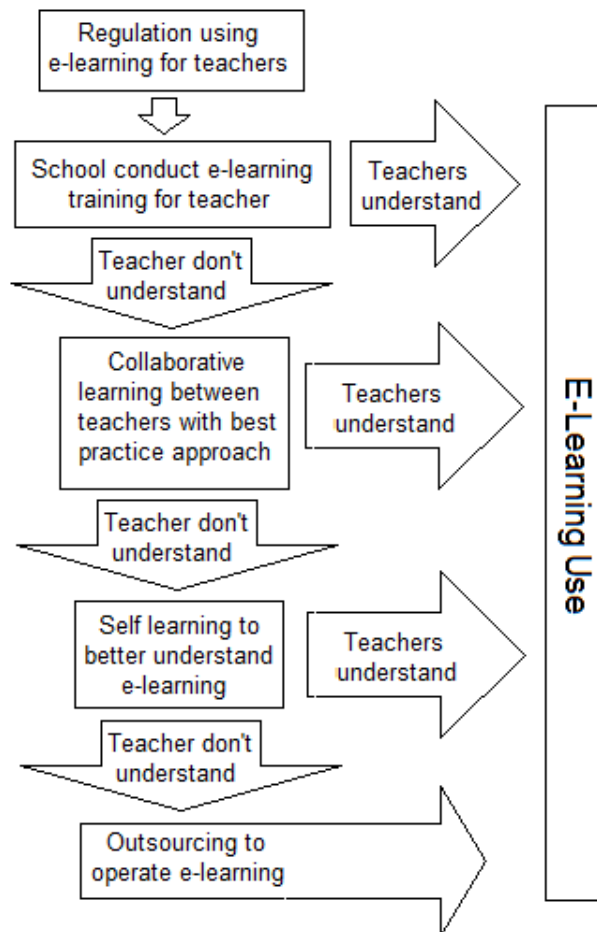 Regulation using
e-learning for teachers
School conduct e-learning
training for teacher
Teachers
understand
Teacher don't
understand
Collaborative
learning between
teachers with best
practice approach
Teachers
understand
Teacher don't
understand
Self learning to
better understand
e-learning
Teachers
understand
Teacher don't
understand
Outsourcing to
operate e-learning
E-Learning Use